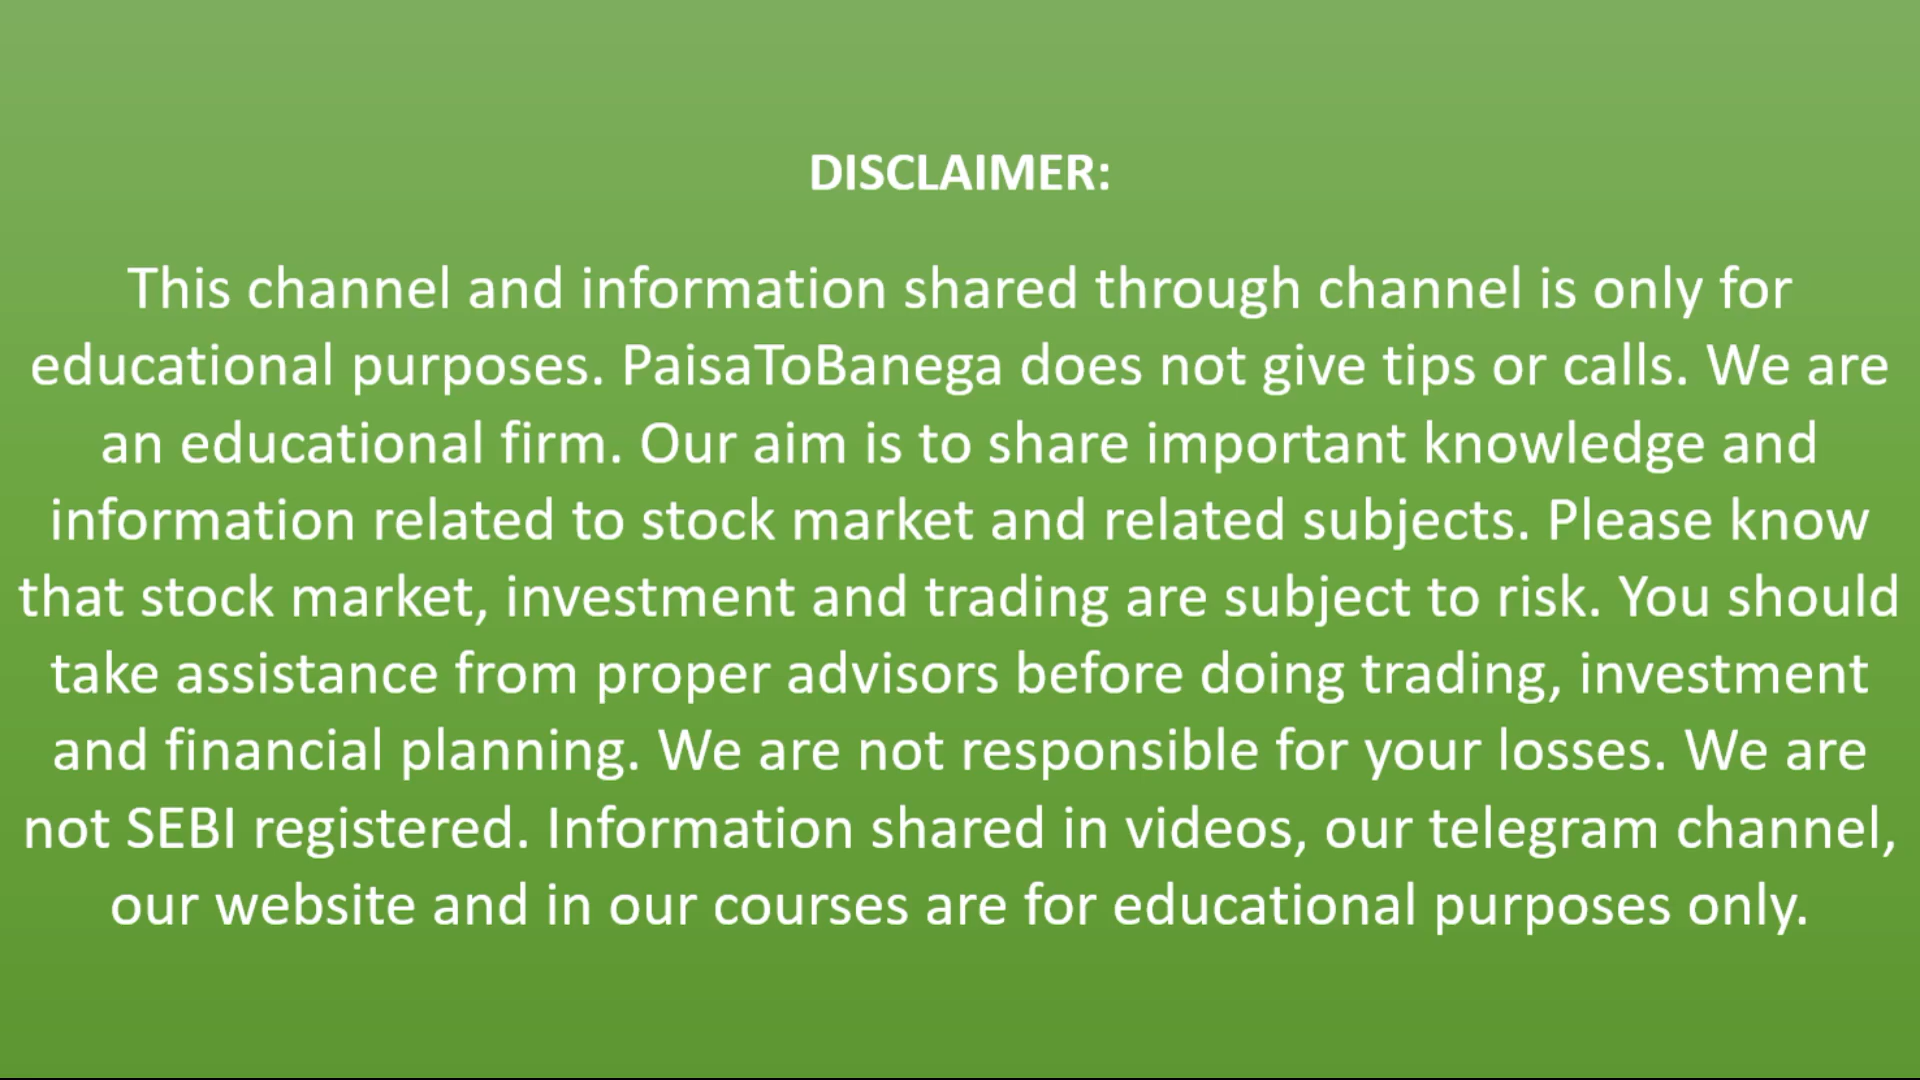 DISCLAIMER:
This channel and information shared through channel is only for
educational purposes. PaisaToBanega does not give tips or calls. We are
an educational firm. Our aim is to share important knowledge and
information related to stock market and related subjects. Please know
that stock market, investment and trading are subject to risk. You should
take assistance from proper advisors before doing trading, investment
and financial planning. We are not responsible for your losses. We are
not SEBI registered. Information shared in videos, our telegram channel,
our website and in our courses are for educational purposes only.